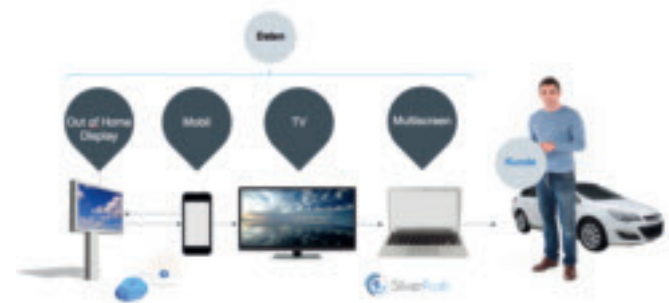 Daten
Out of Home
Display
Mobil
TV
Multiscreen
Kunde
SilverPush